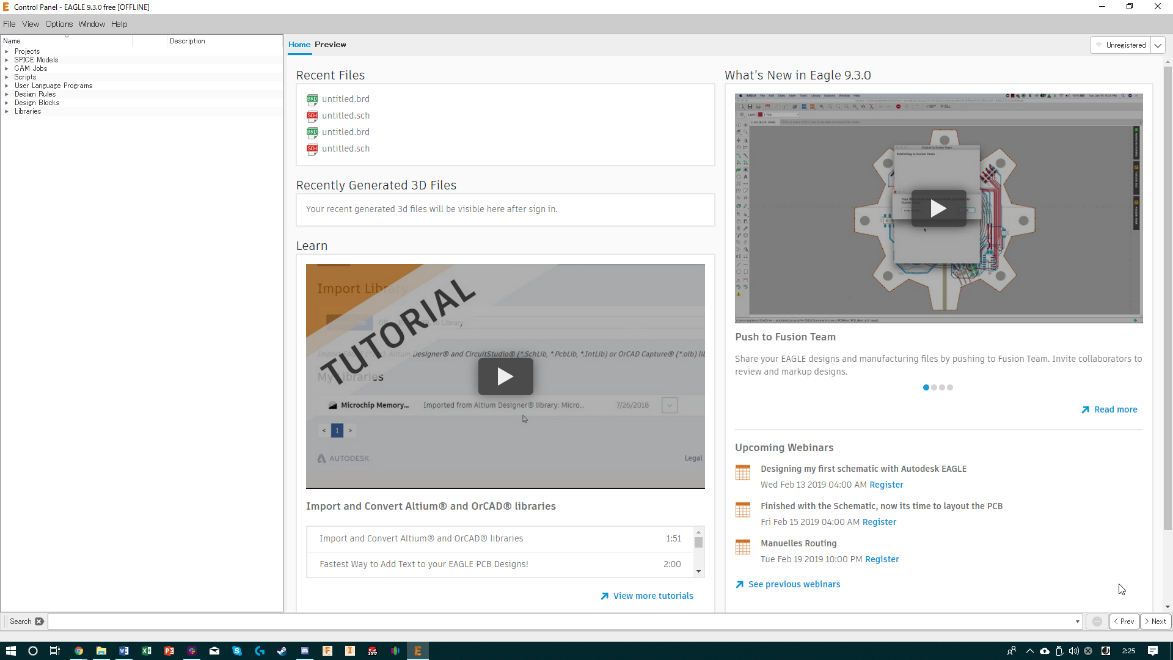 Control Panel - EAGLE 9.3.0 free [OFFLINE]
File View Options Window Help
Name Description
Projects
SPICE Models
CAM Jobs
Scripts
User Language Programs
Design Rules
Design Blocks
Libraries
Home Preview
Unregistered
Recent Files
untitled.brd
untitled.sch
untitled.brd
untitled.sch
Recently Generated 3D Files
Your recent generated 3d files will be visible here after sign in.
Learn
Import Library
TUTORIAL
Designer® and CircuitStudio® (*.SchLib, *.PcbLib, *.IntLib) or OrCAD Capture® (*.olb)
My Libraries
Microchip Memory... Imported from Altium Designer® library: Micro... 7/26/2018
< 1 >
AUTODESK. Legal
Import and Convert Altium® and OrCAD® libraries
Import and Convert Altium® and OrCAD® libraries 1:51
Fastest Way to Add Text to your EAGLE PCB Designs! 2:00
View more tutorials
What's New in Eagle 9.3.0
Push to Fusion Team
Share your EAGLE designs and manufacturing files by pushing to Fusion Team. Invite collaborators to
review and markup designs.
Read more
Upcoming Webinars
Designing my first schematic with Autodesk EAGLE
Wed Feb 13 2019 04:00 AM Register
Finished with the Schematic, now its time to layout the PCB
Fri Feb 15 2019 04:00 AM Register
Manuelles Routing
Tue Feb 19 2019 10:00 PM Register
See previous webinars
Search
< Prev > Next
2:25